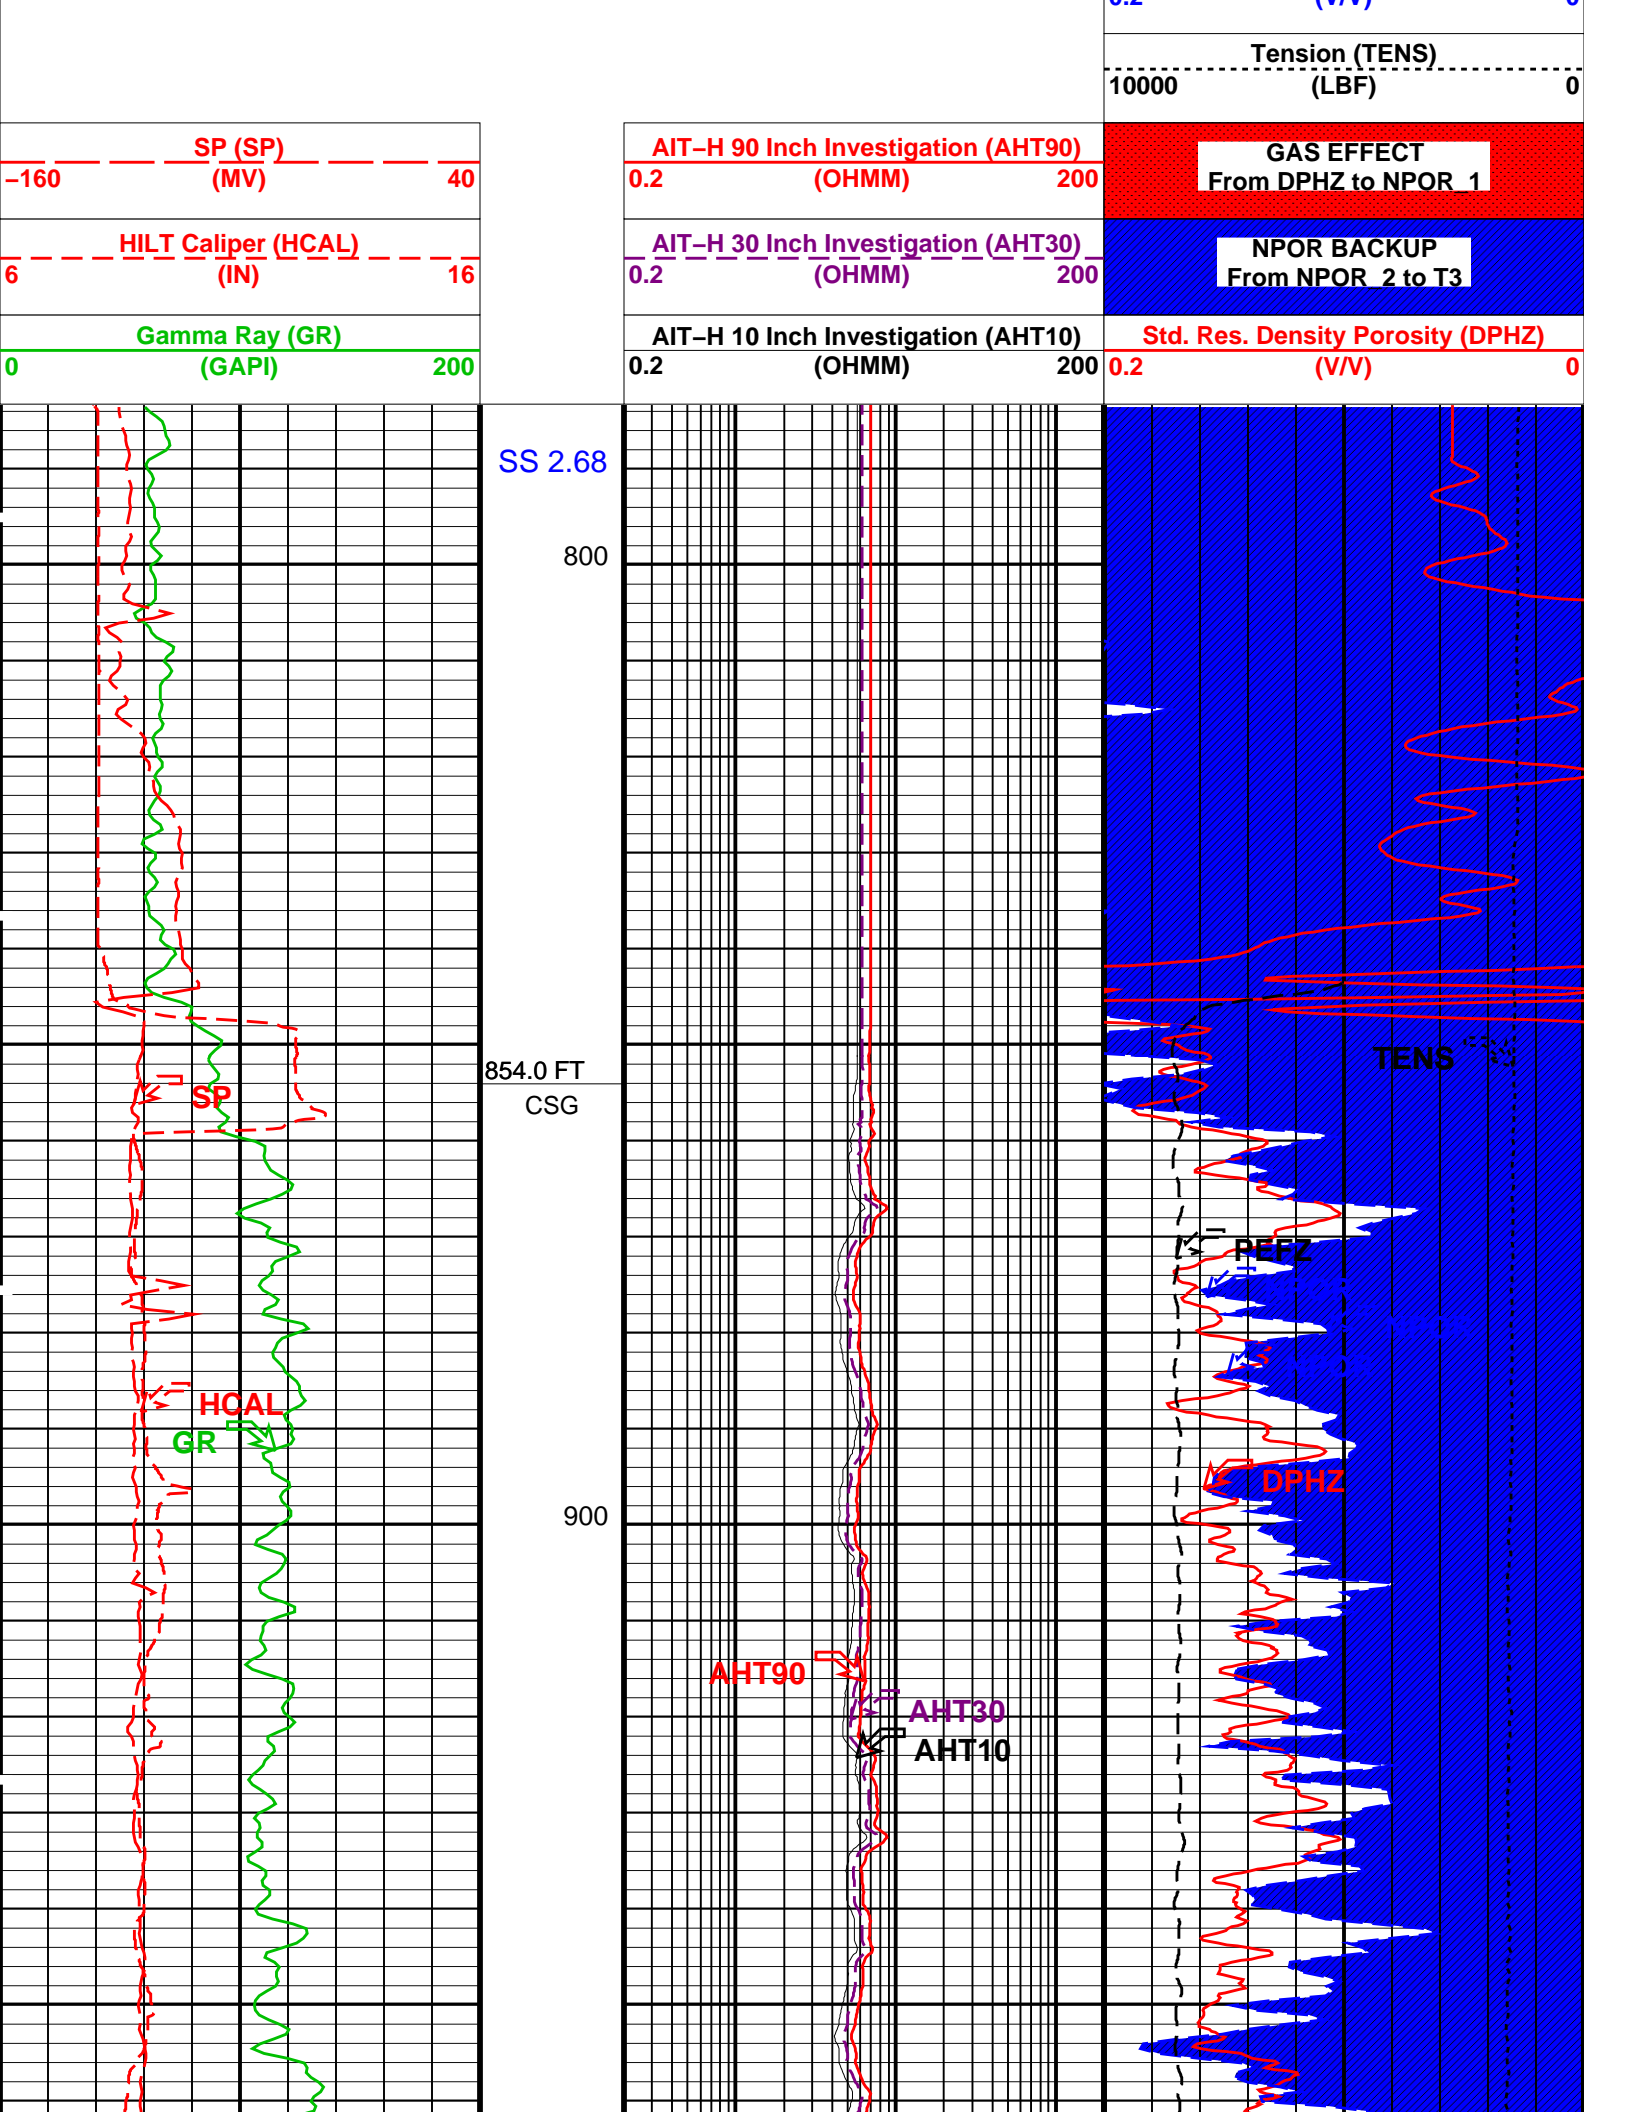 0.2 (V/V) 0
Tension (TENS)
10000 (LBF) 0
SP (SP)
−160 (MV) 40
HILT Caliper (HCAL)
6 (IN) 16
Gamma Ray (GR)
0 (GAPI) 200
AIT−H 90 Inch Investigation (AHT90)
0.2 (OHMM) 200
AIT−H 30 Inch Investigation (AHT30)
0.2 (OHMM) 200
AIT−H 10 Inch Investigation (AHT10)
0.2 (OHMM) 200
GAS EFFECT
From DPHZ to NPOR_1
NPOR BACKUP
From NPOR_2 to T3
Std. Res. Density Porosity (DPHZ)
0.2 (V/V) 0
SS 2.68
800
TENS
854.0 FT
SP
CSG
PEFZ
HCAL
GR
DPHZ
900
AHT90
AHT30
AHT10